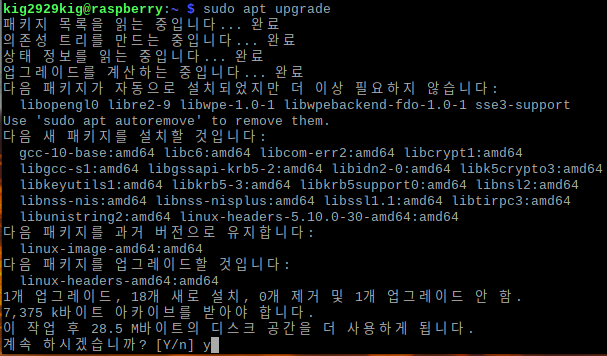 kig2929kig@raspberry:~ $ sudo apt upgrade
패키지 목록을 읽는 중입니다... 완료
의존성 트리를 만드는 중입니다... 완료
상태 정보를 읽는 중입니다... 완료
업그레이드를 계산하는 중입니다... 완료
다음 패키지가 자동으로 설치되었지만 더 이상 필요하지 않습니다:
  libopengl0 libre2-9 libwpe-1.0-1 libwpebackend-fdo-1.0-1 sse3-support
Use 'sudo apt autoremove' to remove them.
다음 새 패키지를 설치할 것입니다:
  gcc-10-base:amd64 libc6:amd64 libcom-err2:amd64 libcrypt1:amd64
  libgcc-s1:amd64 libgssapi-krb5-2:amd64 libidn2-0:amd64 libk5crypto3:amd64
  libkeyutils1:amd64 libkrb5-3:amd64 libkrb5support0:amd64 libnsl2:amd64
  libnss-nis:amd64 libnss-nisplus:amd64 libssl1.1:amd64 libtirpc3:amd64
  libunistring2:amd64 linux-headers-5.10.0-30-amd64:amd64
다음 패키지를 과거 버전으로 유지합니다:
  linux-image-amd64:amd64
다음 패키지를 업그레이드할 것입니다:
  linux-headers-amd64:amd64
1개 업그레이드, 18개 새로 설치, 0개 제거 및 1개 업그레이드 안 함.
7,375 k바이트 아카이브를 받아야 합니다.
이 작업 후 28.5 M바이트의 디스크 공간을 더 사용하게 됩니다.
계속 하시겠습니까? [Y/n] y